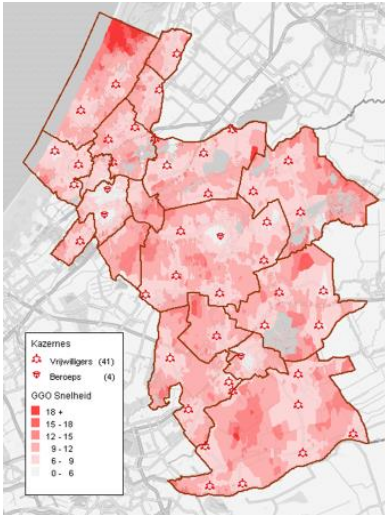 Kazernes
Vrijwilligers (41)
Beroeps (4)
GGO Snelheid
18 +
15 - 18
12 - 15
9 - 12
6 - 9
0 - 6